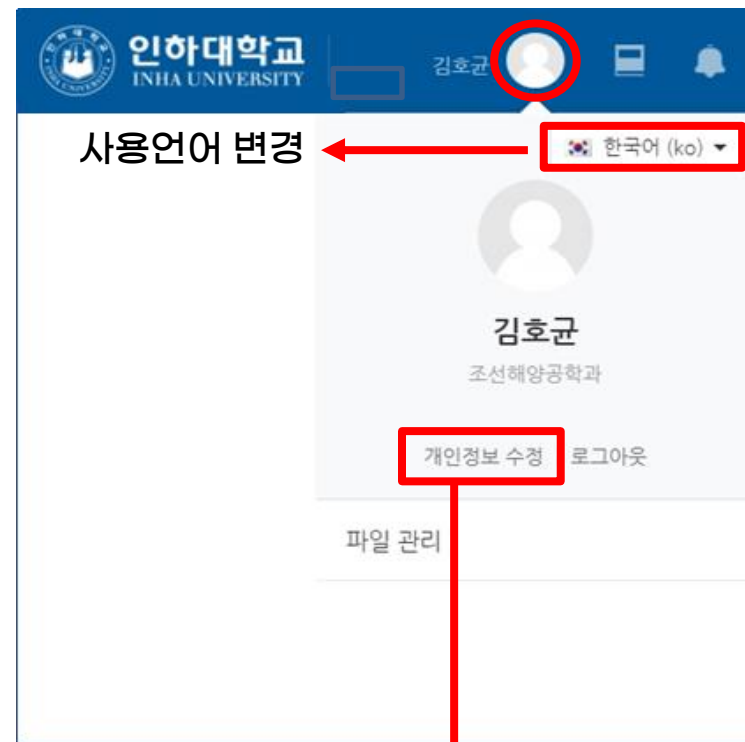 인하대학교
INHA UNIVERSITY
김호균
사용언어 변경
한국어 (ko)
김호균
조선해양공학과
개인정보 수정 로그아웃
파일 관리